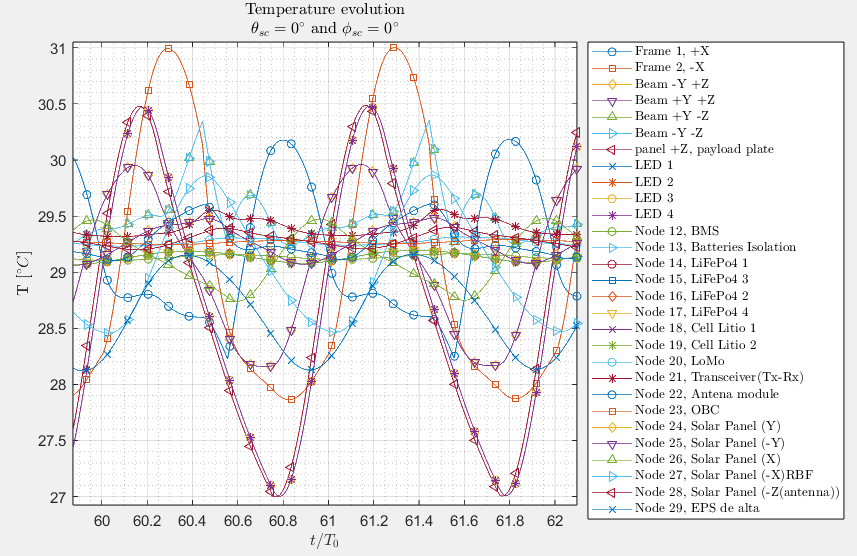 Temperature evolution
θsc = 0° and ϕsc = 0°
31
30.5
30
29.5
29
28.5
28
27.5
27
T [°C]
60
60.2
60.4
60.6
60.8
61
61.2
61.4
61.6
61.8
62
t/T0
Frame 1, +X
Frame 2, -X
Beam -Y +Z
Beam +Y +Z
Beam +Y -Z
Beam -Y -Z
panel +Z, payload plate
LED 1
LED 2
LED 3
LED 4
Node 12, BMS
Node 13, Batteries Isolation
Node 14, LiFePo4 1
Node 15, LiFePo4 3
Node 16, LiFePo4 2
Node 17, LiFePo4 4
Node 18, Cell Litio 1
Node 19, Cell Litio 2
Node 20, LoMo
Node 21, Transceiver(Tx-Rx)
Node 22, Antena module
Node 23, OBC
Node 24, Solar Panel (Y)
Node 25, Solar Panel (-Y)
Node 26, Solar Panel (X)
Node 27, Solar Panel (-X)RBF
Node 28, Solar Panel (-Z(antenna))
Node 29, EPS de alta